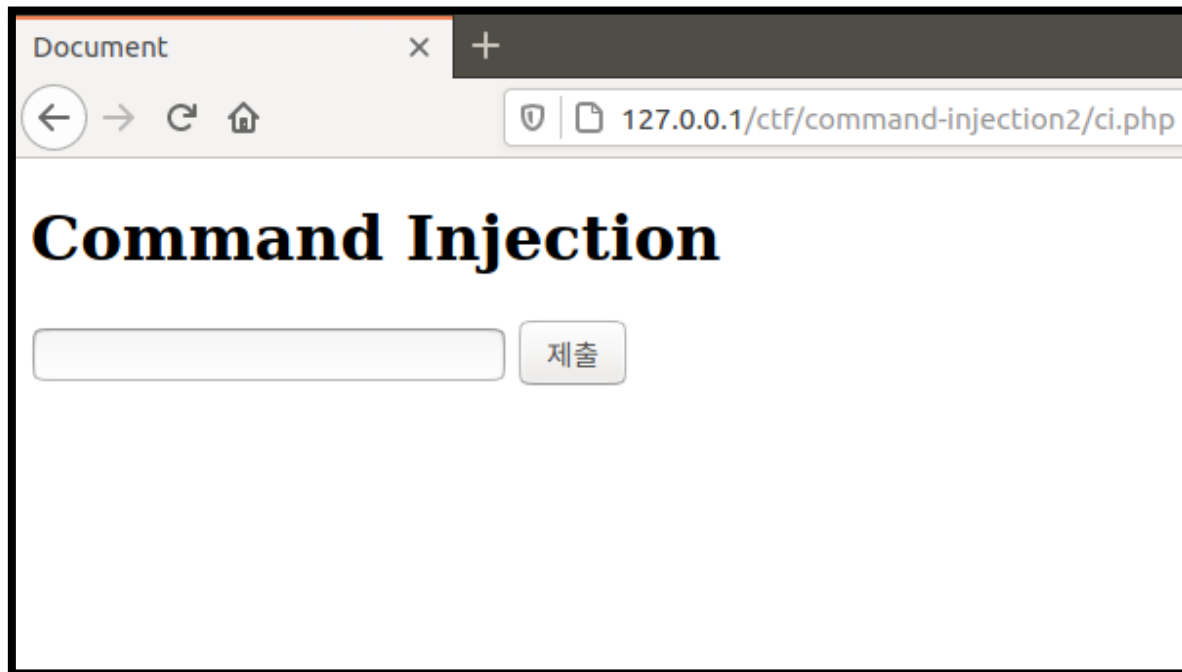 Document
127.0.0.1/ctf/command-injection2/ci.php
Command Injection
제출